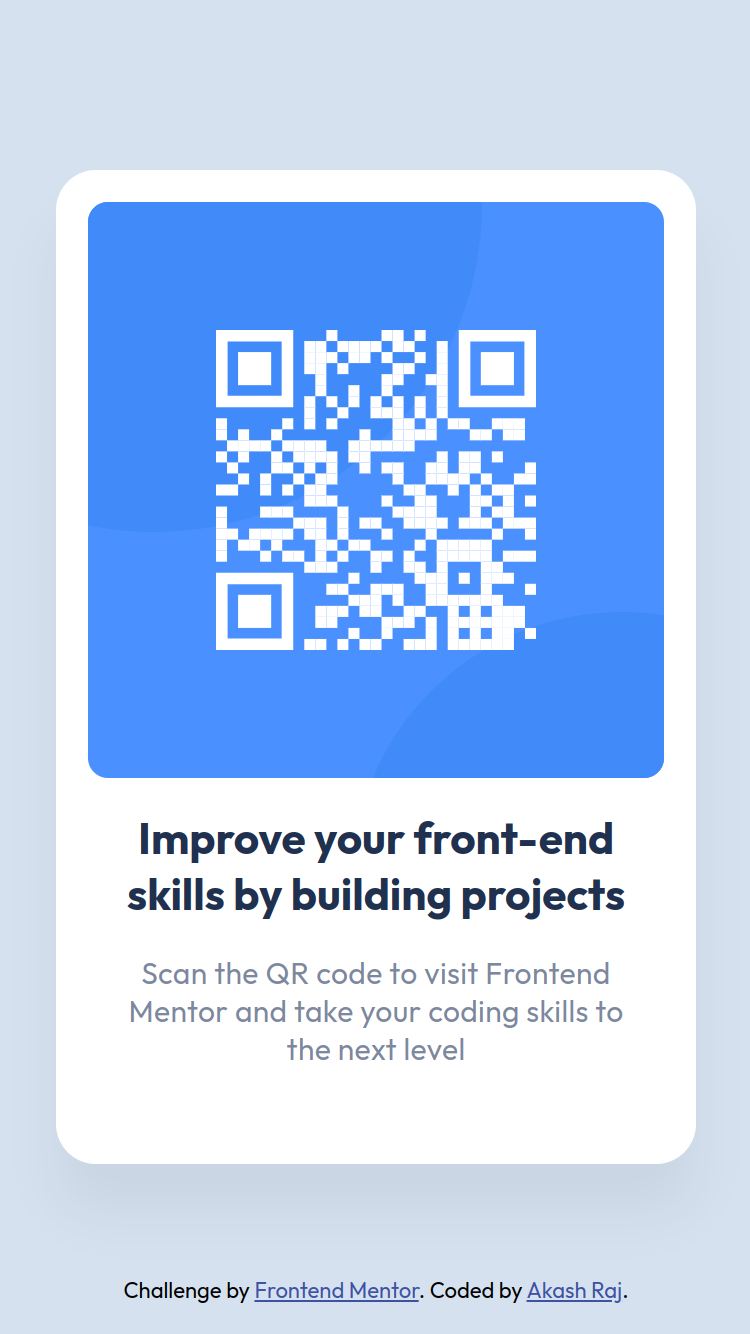 Improve your front-end
skills by building projects
Scan the QR code to visit Frontend
Mentor and take your coding skills to
the next level
Challenge by Frontend Mentor. Coded by Akash Raj.